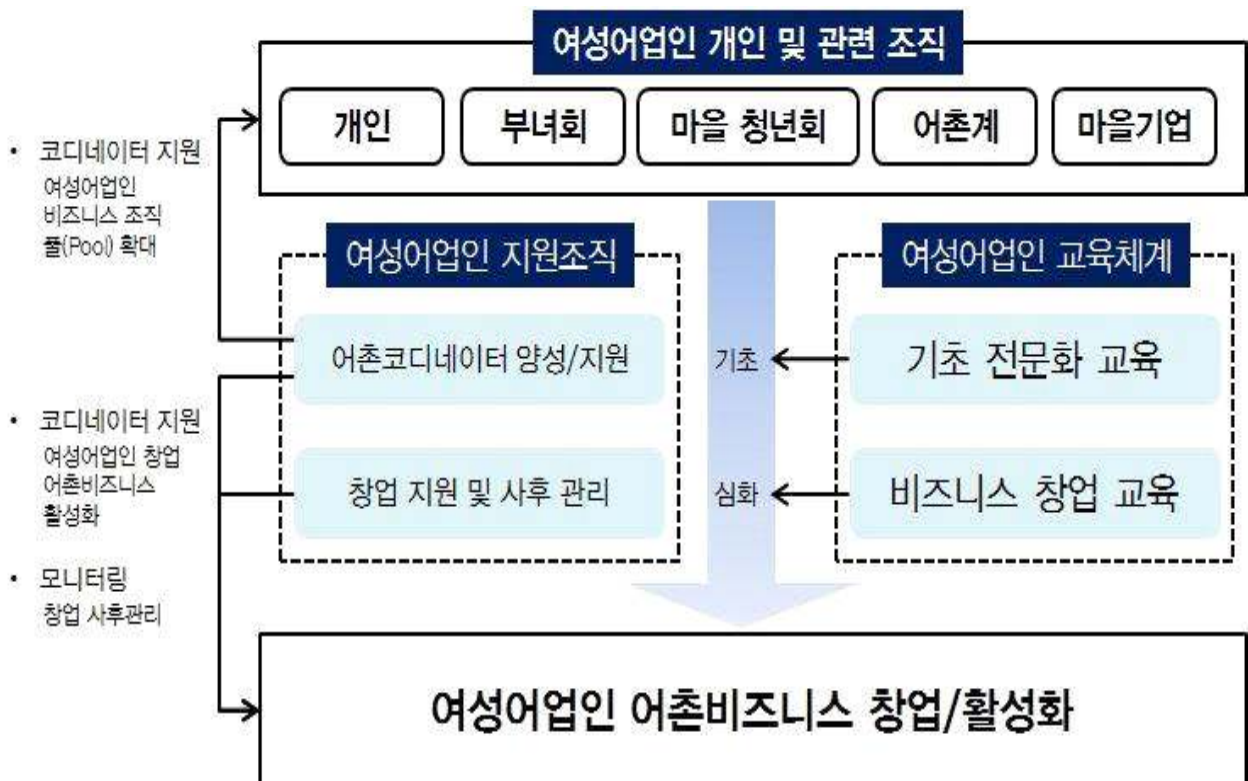 여성어업인 개인 및 관련 조직
개인
부녀회
마을 청년회
어촌계
마을기업
• 코디네이터 지원
여성어업인
비즈니스 조직
풀(Pool) 확대
여성어업인 지원조직
여성어업인 교육체계
어촌코디네이터 양성/지원
기초
기초 전문화 교육
• 코디네이터 지원
여성어업인 창업
어촌비즈니스
활성화
창업 지원 및 사후 관리
심화
비즈니스 창업 교육
• 모니터링
창업 사후관리
여성어업인 어촌비즈니스 창업/활성화